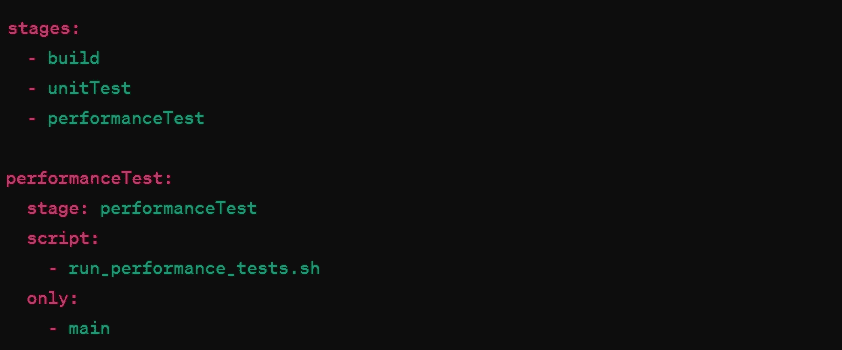 stages:
  - build
  - unitTest
  - performanceTest

performanceTest:
  stage: performanceTest
  script:
    - run_performance_tests.sh
  only:
    - main